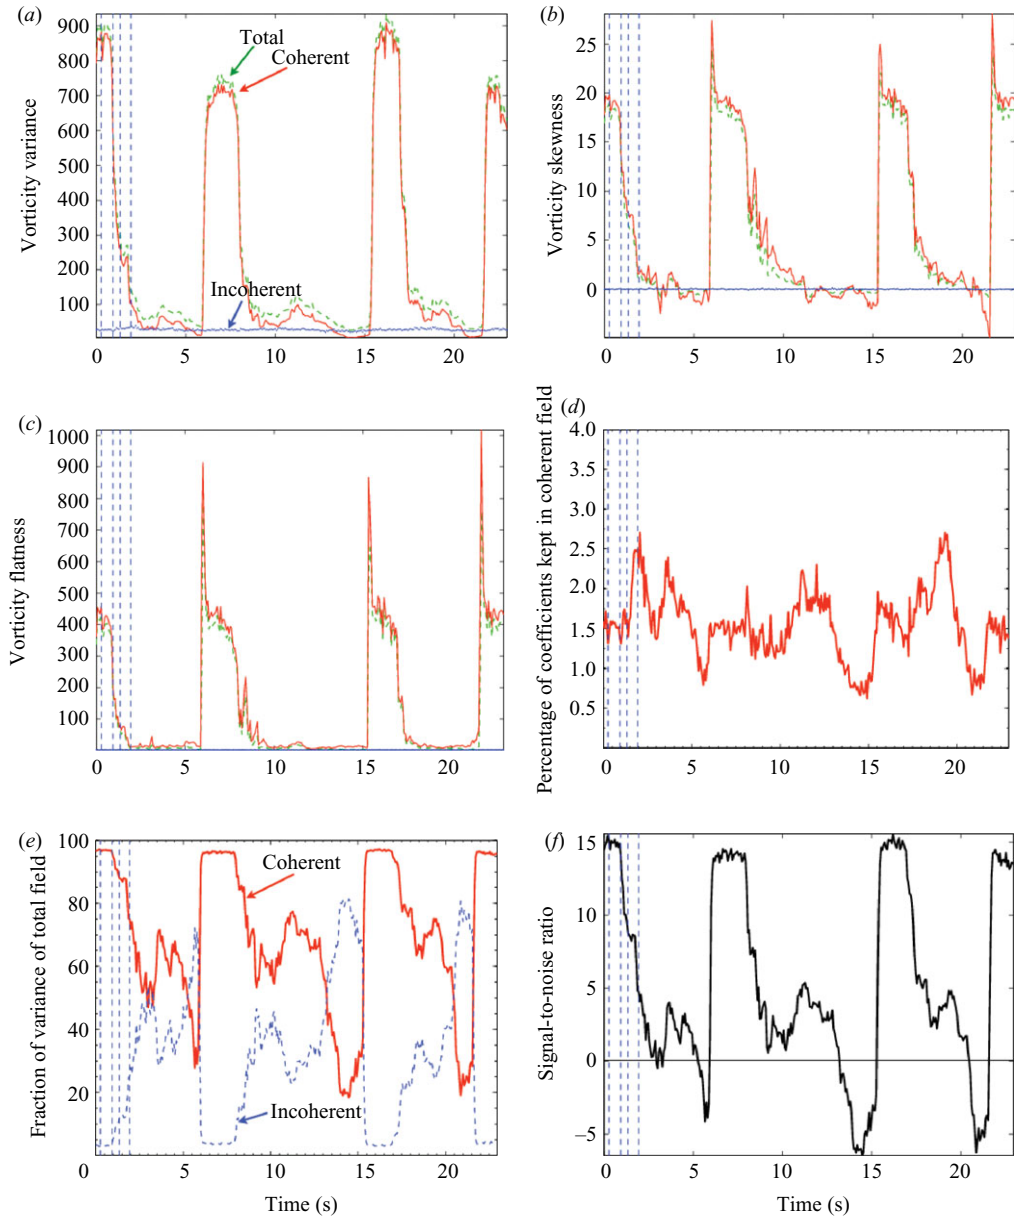 (a)
900
800
700
600
500
400
300
200
100
Vorticity variance
Total
Coherent
Incoherent
0 5 10 15 20
(b)
25
20
15
10
5
0
Vorticity skewness
0 5 10 15 20
(c)
1000
900
800
700
600
500
400
300
200
100
Vorticity flatness
0 5 10 15 20
(d)
4.0
3.5
3.0
2.5
2.0
1.5
1.0
0.5
Percentage of coefficients kept in coherent field
0 5 10 15 20
(e)
100
80
60
40
20
Fraction of variance of total field
Coherent
Incoherent
0 5 10 15 20
Time (s)
(f)
15
10
5
0
–5
Signal-to-noise ratio
0 5 10 15 20
Time (s)